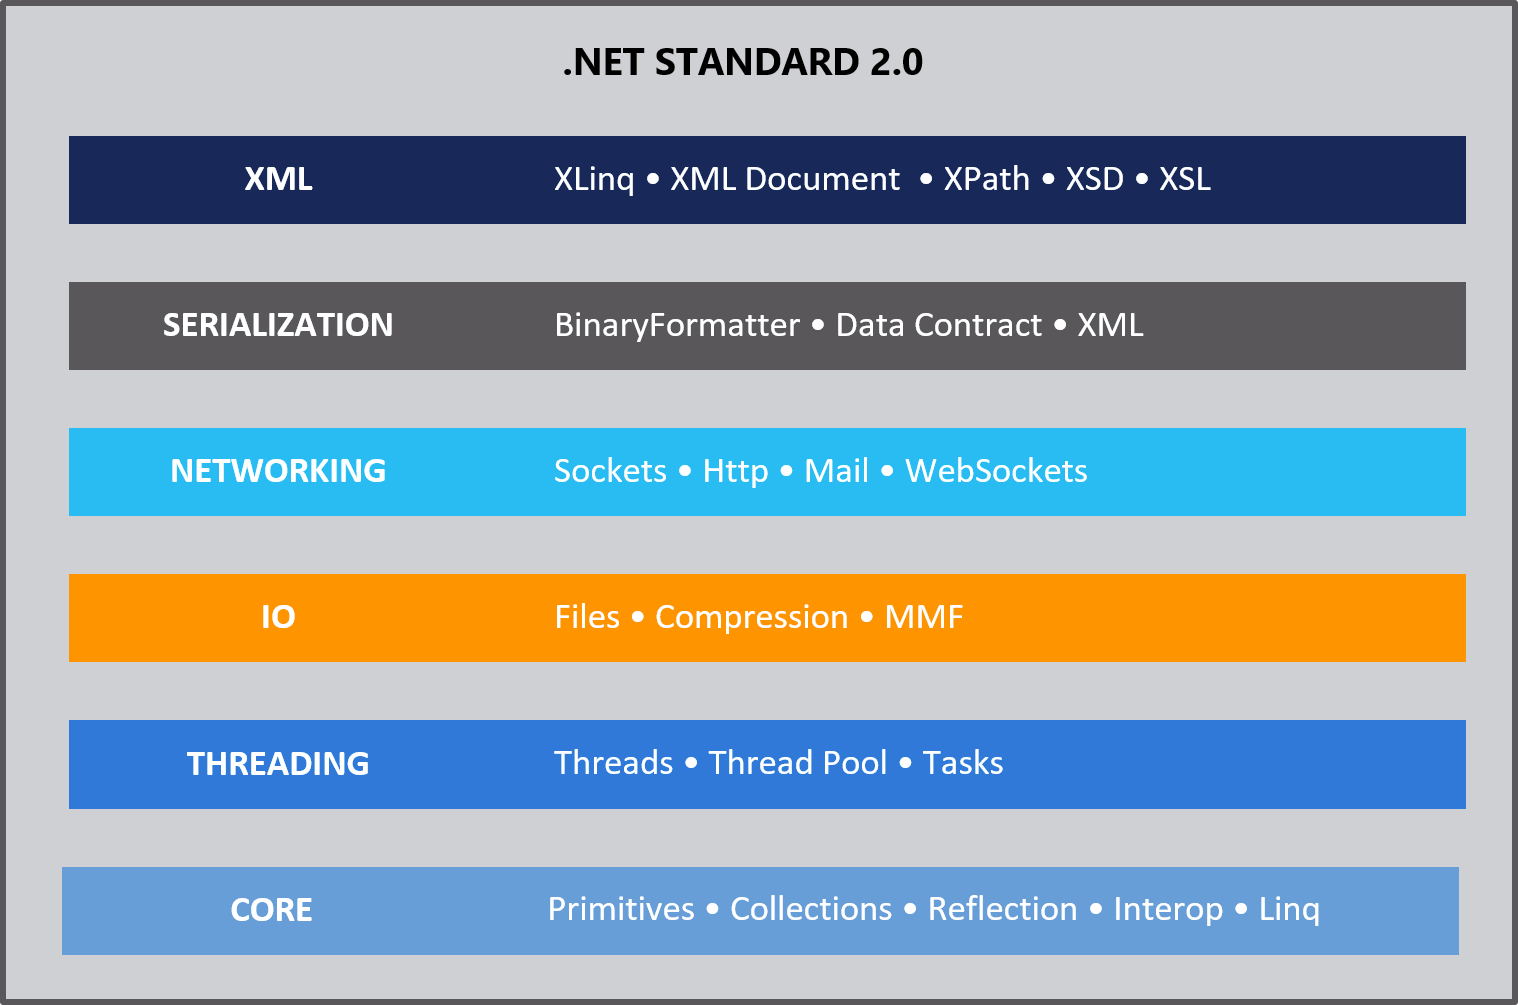 .NET STANDARD 2.0
XML XLinq • XML Document • XPath • XSD • XSL
SERIALIZATION BinaryFormatter • Data Contract • XML
NETWORKING Sockets • Http • Mail • WebSockets
IO Files • Compression • MMF
THREADING Threads • Thread Pool • Tasks
CORE Primitives • Collections • Reflection • Interop • Linq